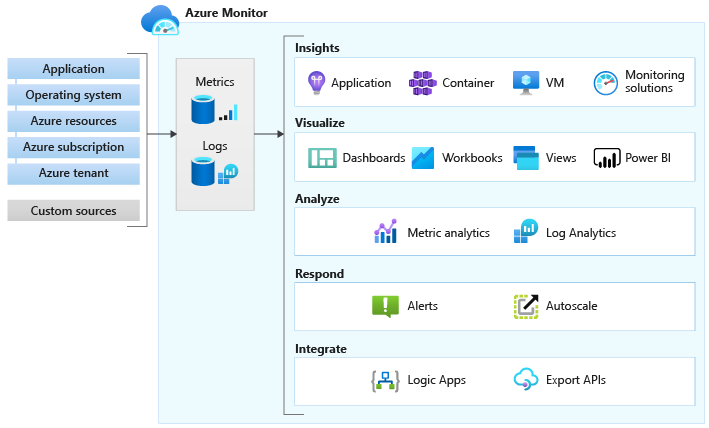 Azure Monitor
Application
Operating system
Azure resources
Azure subscription
Azure tenant
Custom sources
Metrics
Logs
Insights
Application
Container
VM
Monitoring
solutions
Visualize
Dashboards
Workbooks
Views
Power BI
Analyze
Metric analytics
Log Analytics
Respond
Alerts
Autoscale
Integrate
Logic Apps
Export APIs